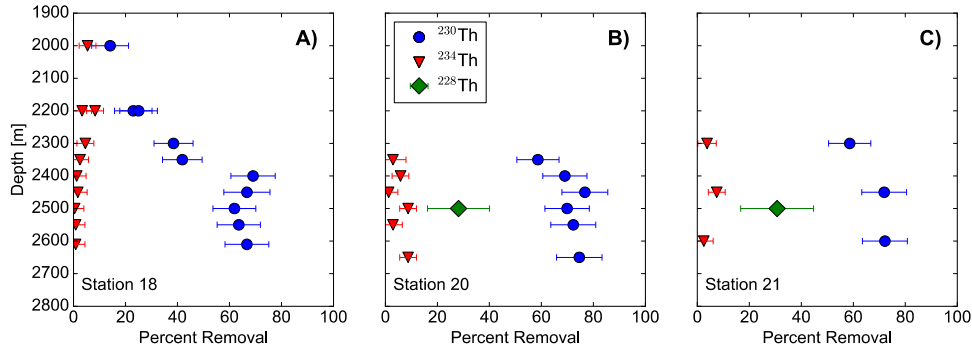 A)
B)
C)
²³⁰Th
²³⁴Th
²²⁸Th
Depth [m]
1900
2000
2100
2200
2300
2400
2500
2600
2700
2800
Station 18
Station 20
Station 21
0 20 40 60 80 100
0 20 40 60 80 100
0 20 40 60 80 100
Percent Removal
Percent Removal
Percent Removal